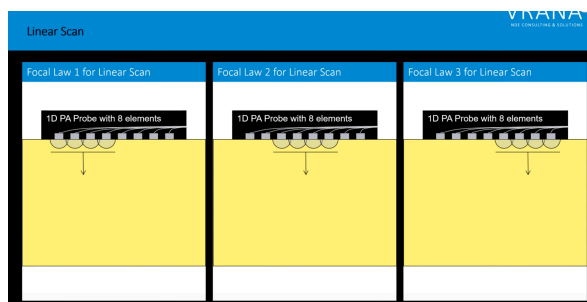 VRANA
NDE CONSULTING & SOLUTIONS
Linear Scan
Focal Law 1 for Linear Scan
Focal Law 2 for Linear Scan
Focal Law 3 for Linear Scan
1D PA Probe with 8 elements
1D PA Probe with 8 elements
1D PA Probe with 8 elements